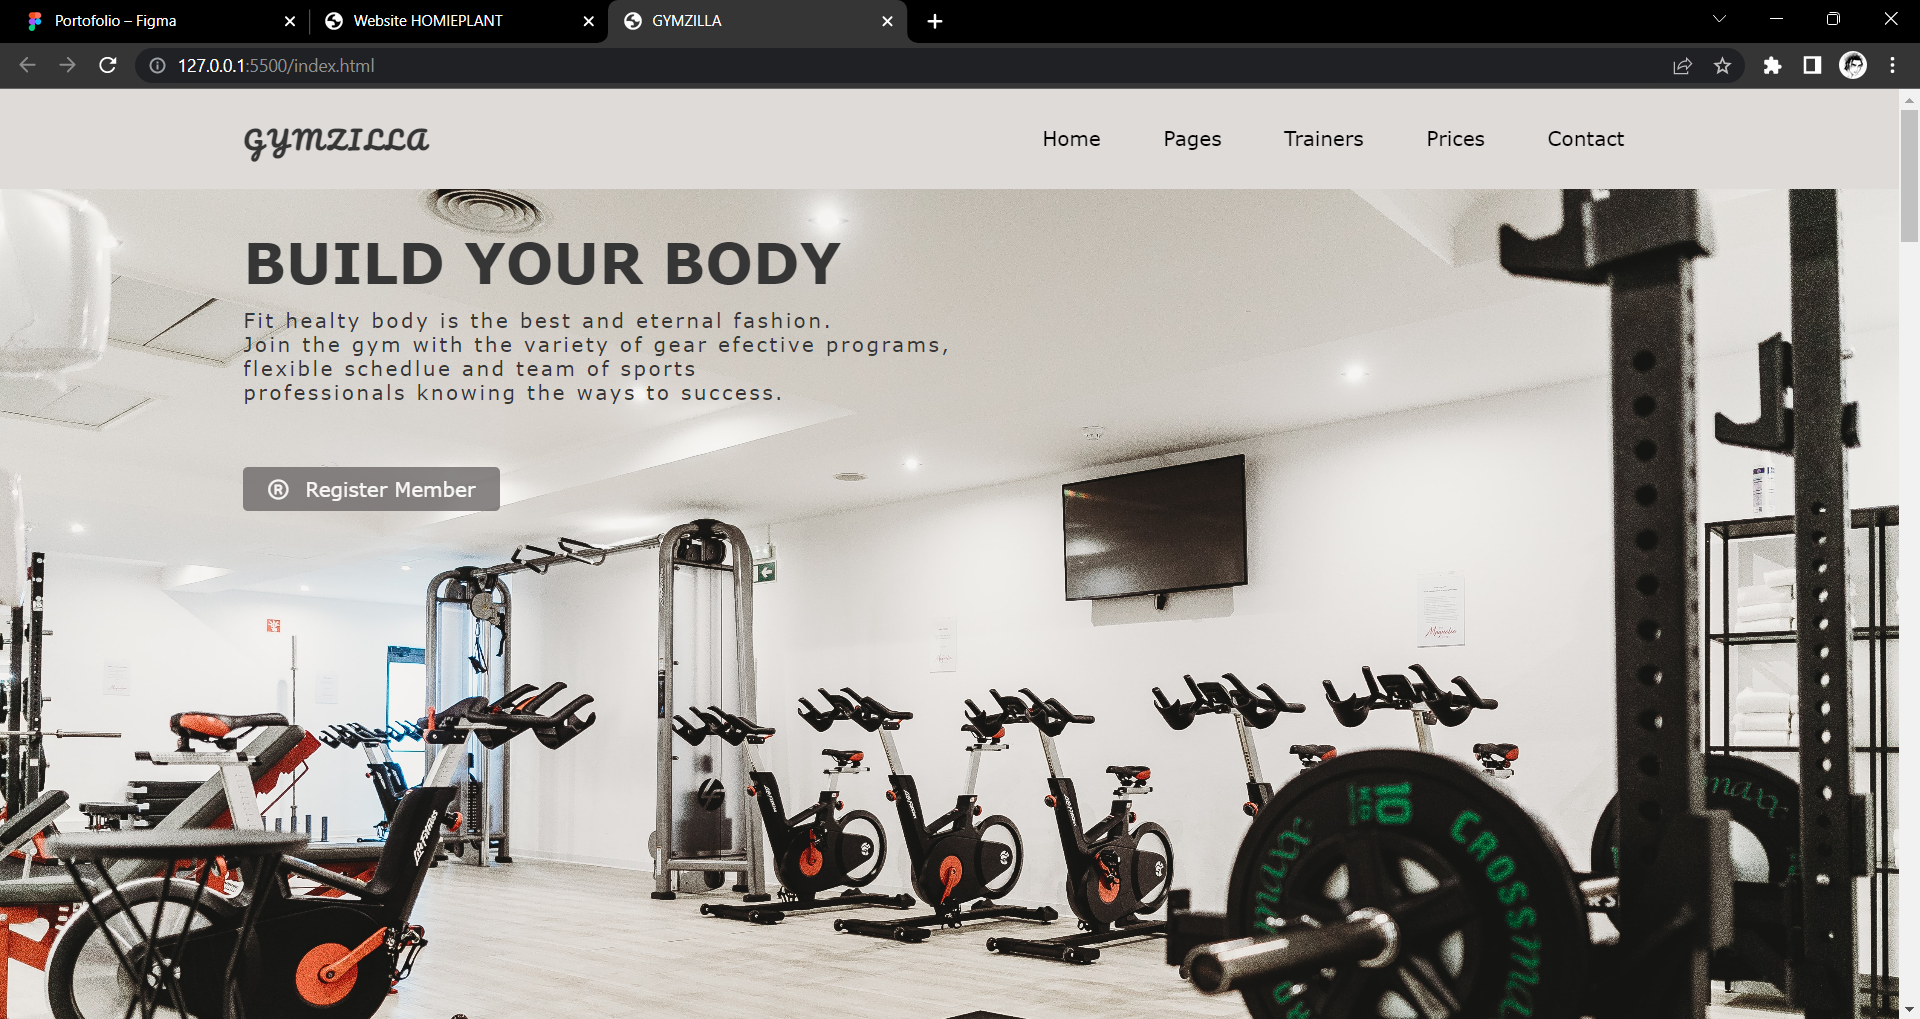 Portofolio – Figma
Website HOMIEPLANT
GYMZILLA
127.0.0.1:5500/index.html
GYMZILLA
Home
Pages
Trainers
Prices
Contact
BUILD YOUR BODY
Fit healty body is the best and eternal fashion.
Join the gym with the variety of gear efective programs,
flexible schedlue and team of sports
professionals knowing the ways to success.
® Register Member
LifeFitness
10
CROSSMAXX